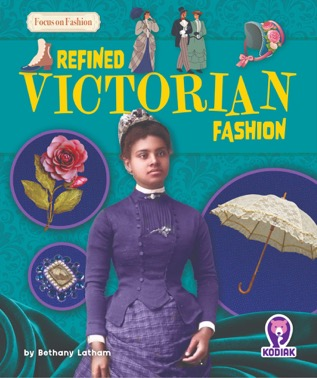 Focus on Fashion
REFINED
VICTORIAN
FASHION
by Bethany Latham
KODIAK